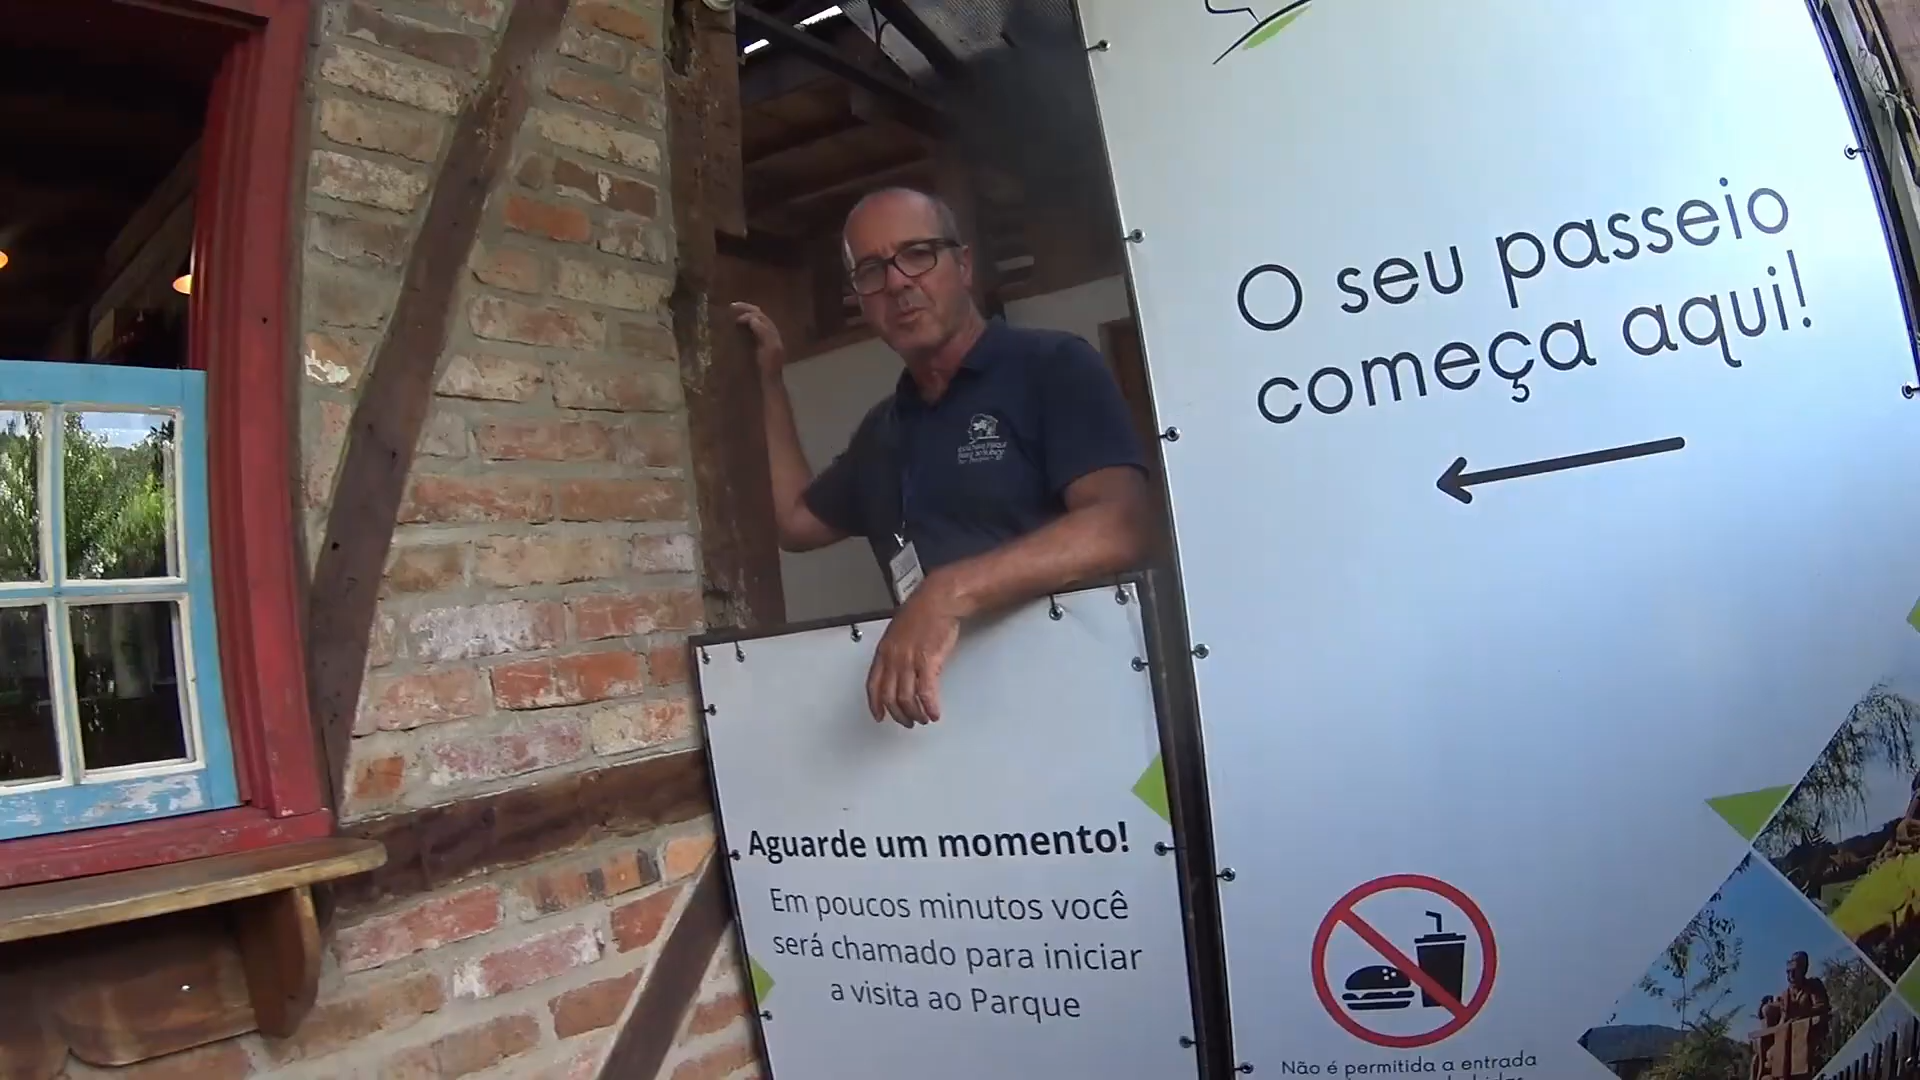 O seu passeio
começa aqui!
Aguarde um momento!
Em poucos minutos você
será chamado para iniciar
a visita ao Parque
Não é permitida a entrada